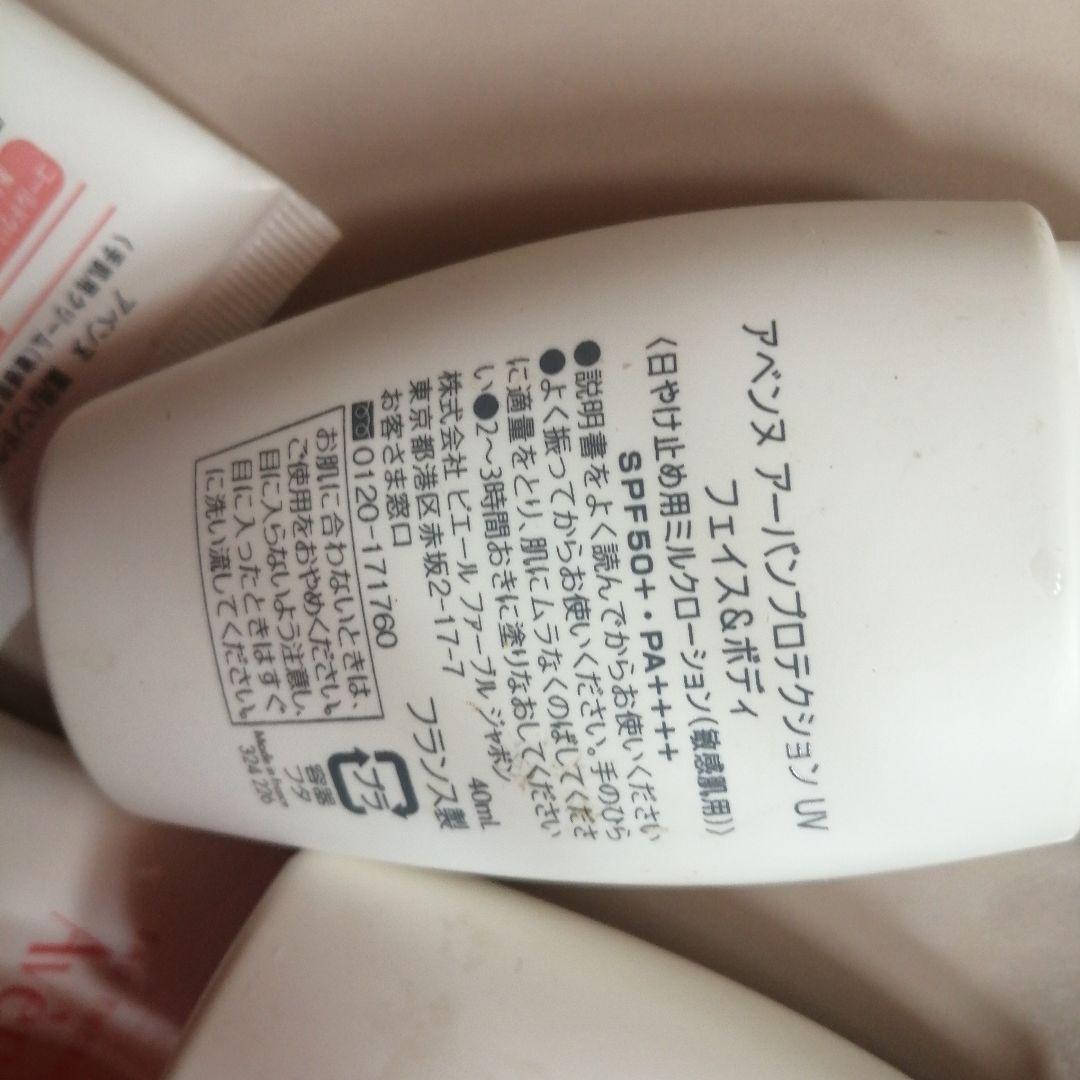 アベンヌ アーバンプロテクション UV
フェイス&ボディ
〈日やけ止め用ミルクローション(敏感肌用)〉
SPF50+・PA++++
●説明書をよく読んでからお使いください
●よく振ってからお使いください。手のひら
に適量をとり、肌にムラなくのばしてくださ
い●2〜3時間おきに塗りなおしてください
株式会社 ピエール ファーブル ジャポン 40mL
東京都港区赤坂2-17-7 フランス製
お客さま窓口
0120-171760
お肌に合わないときは、
ご使用をおやめください。
目に入らないよう注意し、
目に入ったときはすぐ
に洗い流してください。
プラ
容器
フタ
Made in France
324 226
アベンヌ